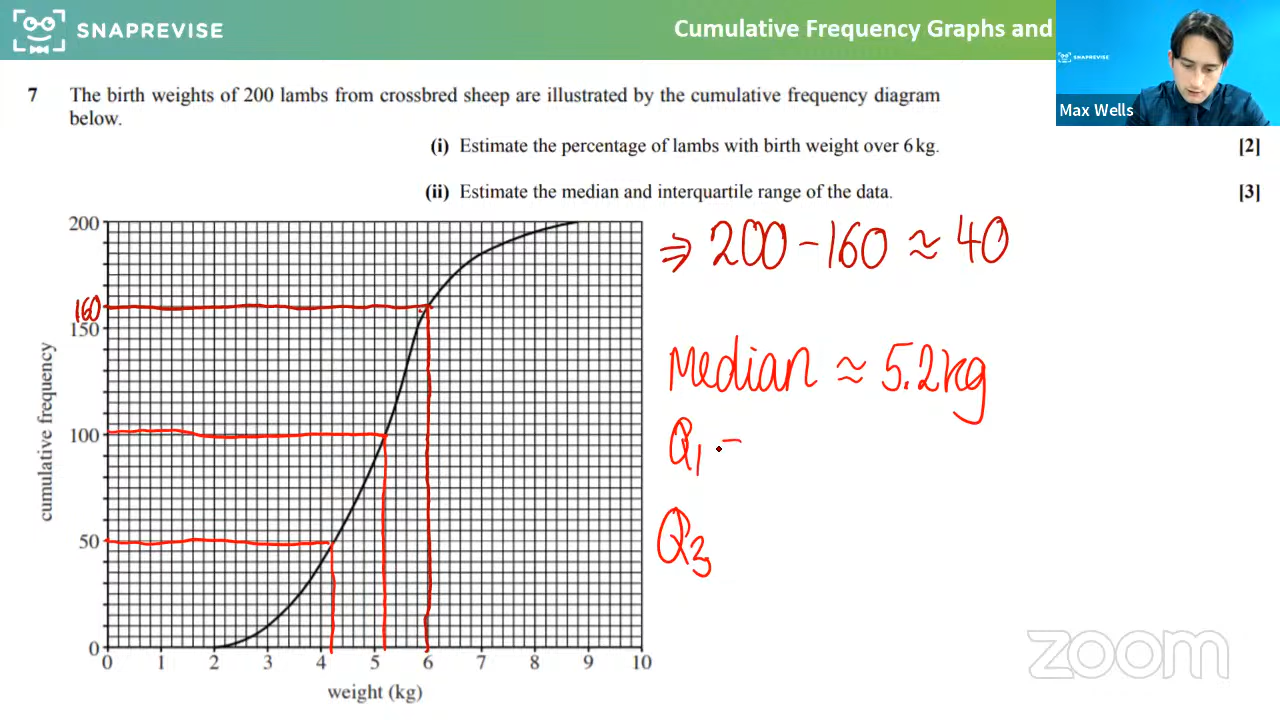 SNAPREVISE
Cumulative Frequency Graphs and
SNAPREVISE
Max Wells
7 The birth weights of 200 lambs from crossbred sheep are illustrated by the cumulative frequency diagram
below.
(i) Estimate the percentage of lambs with birth weight over 6 kg. [2]
(ii) Estimate the median and interquartile range of the data. [3]
200
160
150
100
50
0
cumulative frequency
0 1 2 3 4 5 6 7 8 9 10
weight (kg)
⇒ 200 - 160 ≈ 40
Median ≈ 5.2kg
Q₁ -
Q₃
zoom